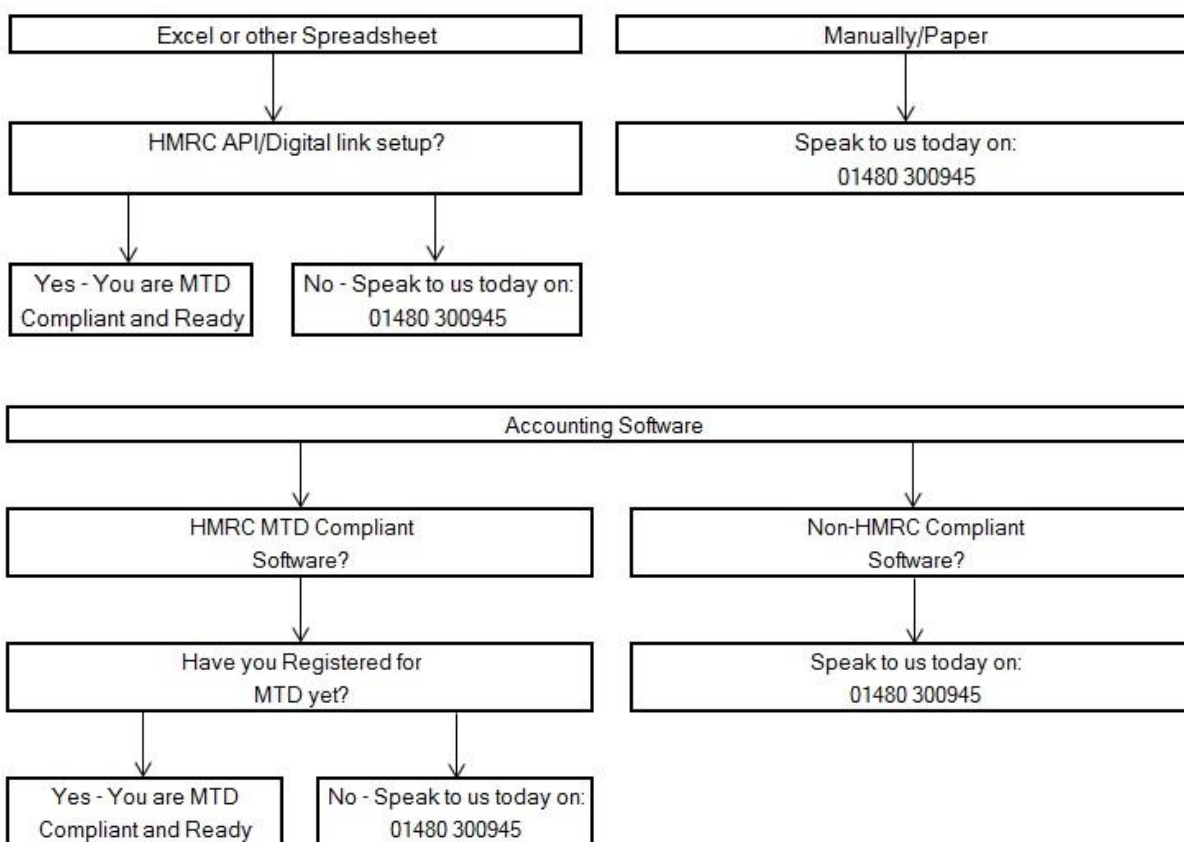 Excel or other Spreadsheet
Manually/Paper
HMRC API/Digital link setup?
Speak to us today on:
01480 300945
Yes - You are MTD
Compliant and Ready
No - Speak to us today on:
01480 300945
Accounting Software
HMRC MTD Compliant
Software?
Non-HMRC Compliant
Software?
Have you Registered for
MTD yet?
Speak to us today on:
01480 300945
Yes - You are MTD
Compliant and Ready
No - Speak to us today on:
01480 300945